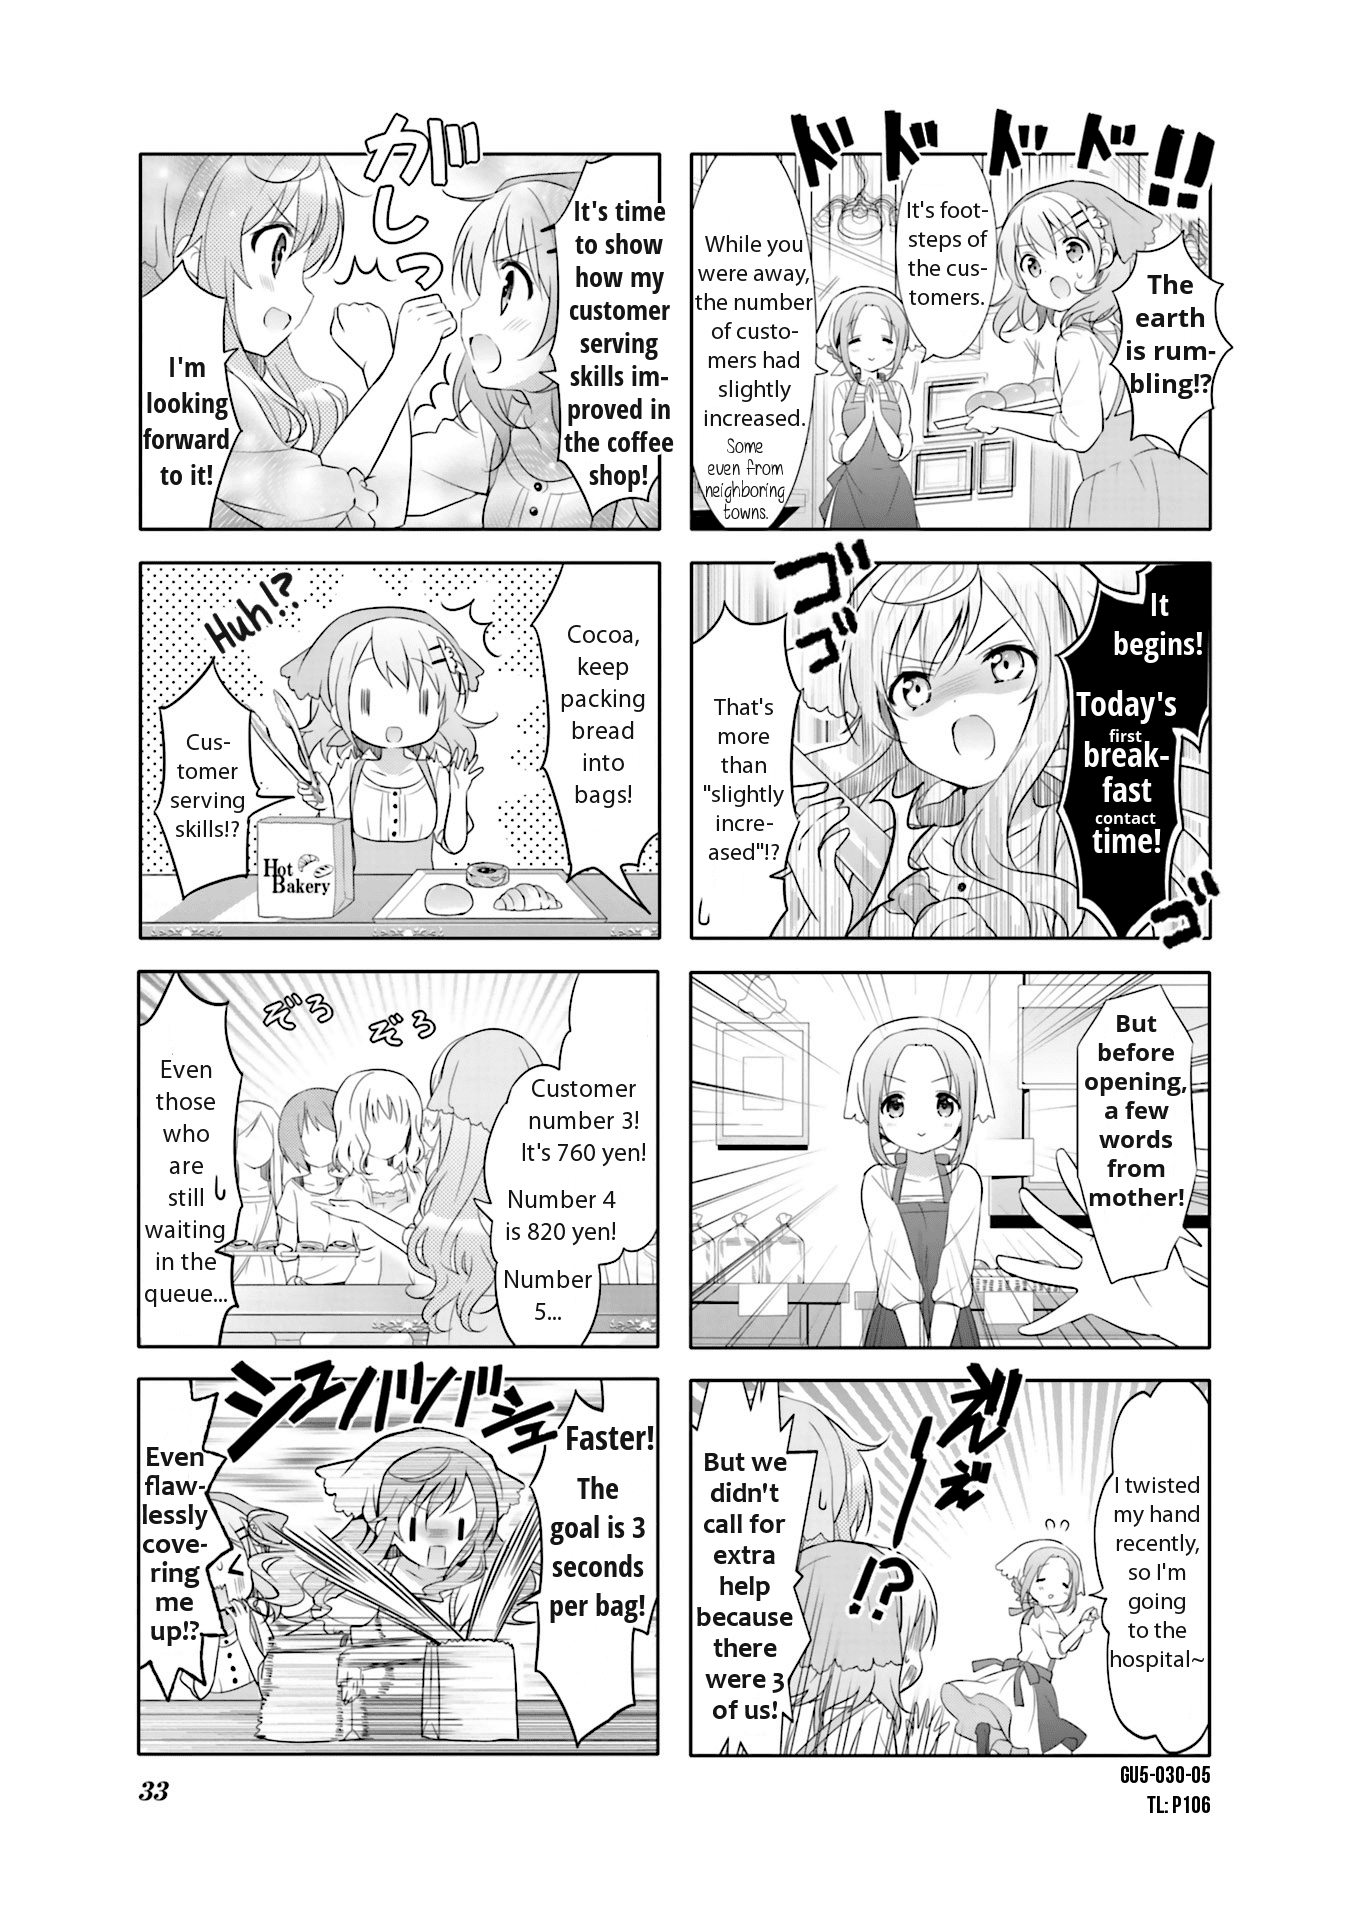 ドドドド!!
The
earth
is rum-
bling!?
It's foot-
steps of
the cus-
tomers.
While you
were away,
the number
of custo-
mers had
slightly
increased.
Some
even from
neighboring
towns.
ゴゴ
It
begins!
Today's
first
break-
fast
contact
time!
ゴ
That's
more
than
"slightly
incre-
ased"!?
But
before
opening,
a few
words
from
mother!
I twisted
my hand
recently,
so I'm
going
to the
hospital~
ええーーっ!?
But we
didn't
call for
extra
help
because
there
were 3
of us!
ガしっ
It's time
to show
how my
customer
serving
skills im-
proved in
the coffee
shop!
I'm
looking
forward
to it!
Cocoa,
keep
packing
bread
into
bags!
Huh!?
Cus-
tomer
serving
skills!?
Hot
Bakery
ぞろ
ぞろ
Customer
number 3!
It's 760 yen!
Number 4
is 820 yen!
Number
5...
Even
those
who
are
still
waiting
in the
queue...
シュババババシュ
Faster!
The
goal is 3
seconds
per bag!
Even
flaw-
lessly
cove-
ring
me
up!?
33
GU5-030-05
TL: P106